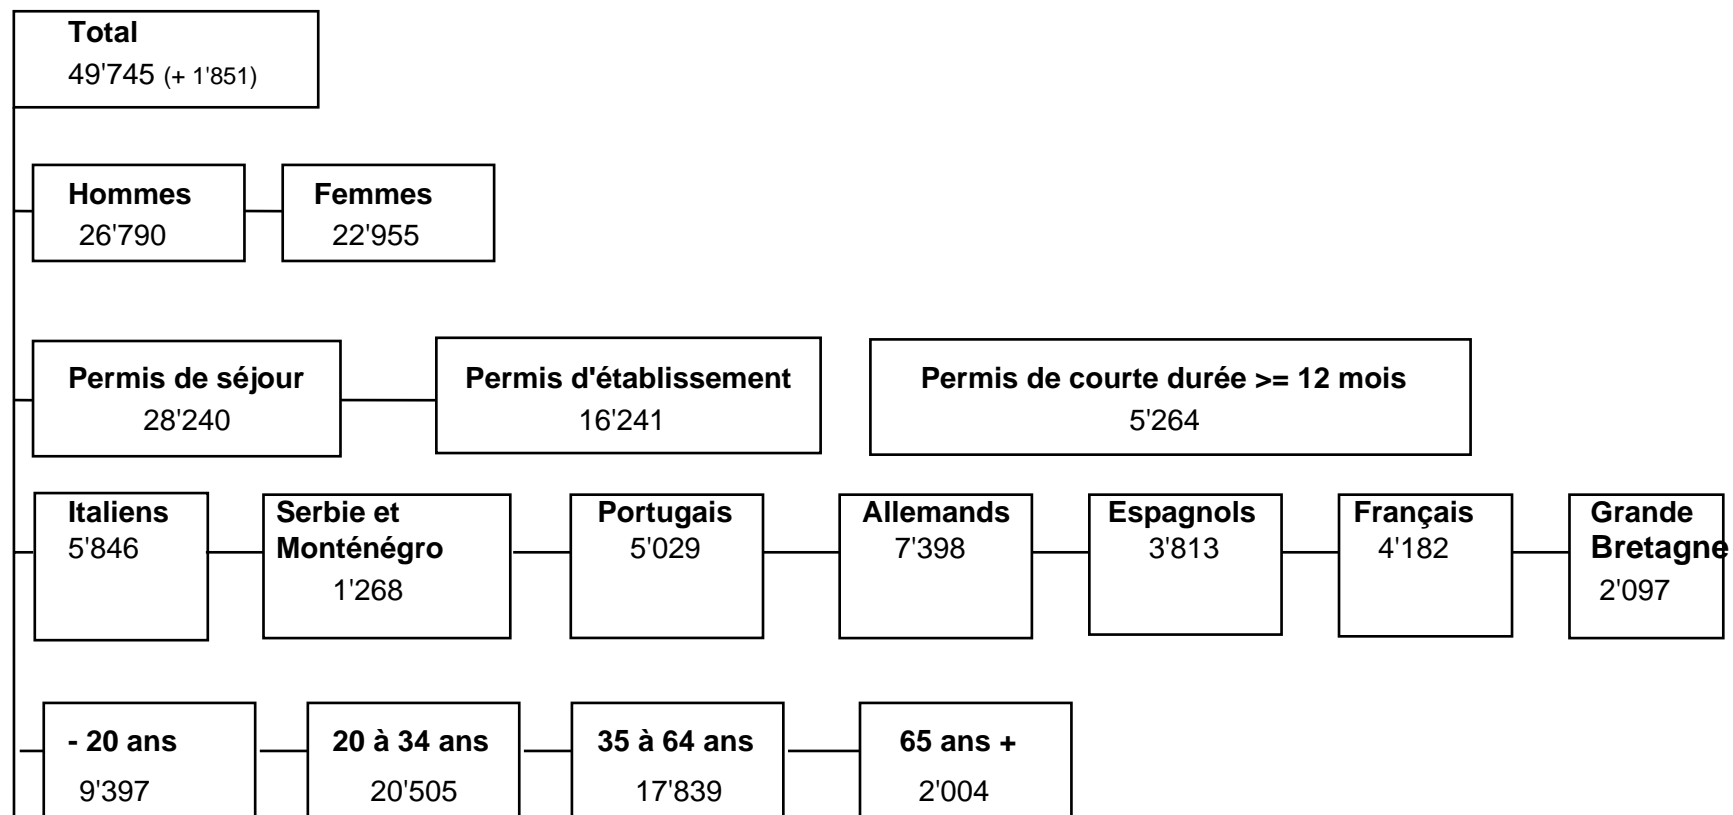 Total
49'745 (+ 1'851)
Hommes
26'790
Femmes
22'955
Permis de séjour
28'240
Permis d'établissement
16'241
Permis de courte durée >= 12 mois
5'264
Italiens
5'846
Serbie et
Monténégro
1'268
Portugais
5'029
Allemands
7'398
Espagnols
3'813
Français
4'182
Grande
Bretagne
2'097
- 20 ans
9'397
20 à 34 ans
20'505
35 à 64 ans
17'839
65 ans +
2'004